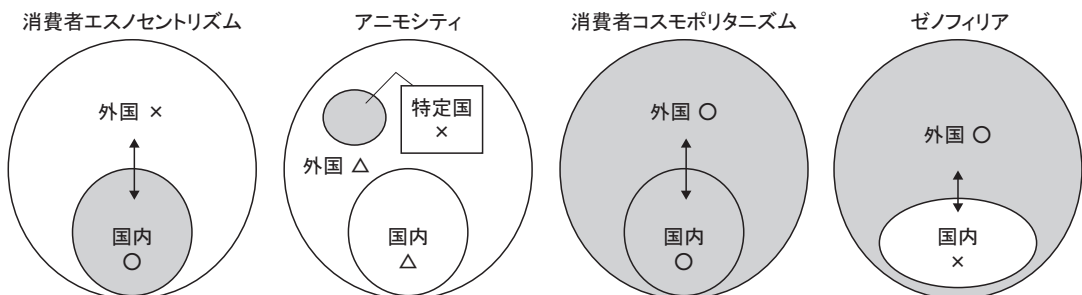 消費者エスノセントリズム
アニモシティ
消費者コスモポリタニズム
ゼノフィリア
外国 ×
国内
○
特定国
×
外国 △
国内
△
外国 ○
国内
○
外国 ○
国内
×